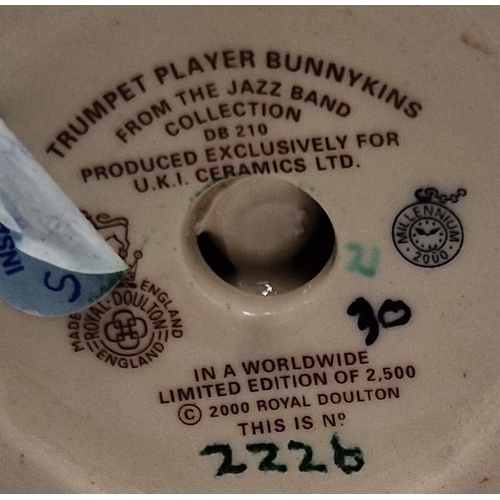 TRUMPET PLAYER BUNNYKINS
FROM THE JAZZ BAND
COLLECTION
DB 210
PRODUCED EXCLUSIVELY FOR
U.K.I. CERAMICS LTD.
MILLENNIUM
2000
INS
S
MADE
ENGLAND
ROYAL DOULTON
ENGLAND
21
30
IN A WORLDWIDE
LIMITED EDITION OF 2,500
© 2000 ROYAL DOULTON
THIS IS Nº
2226